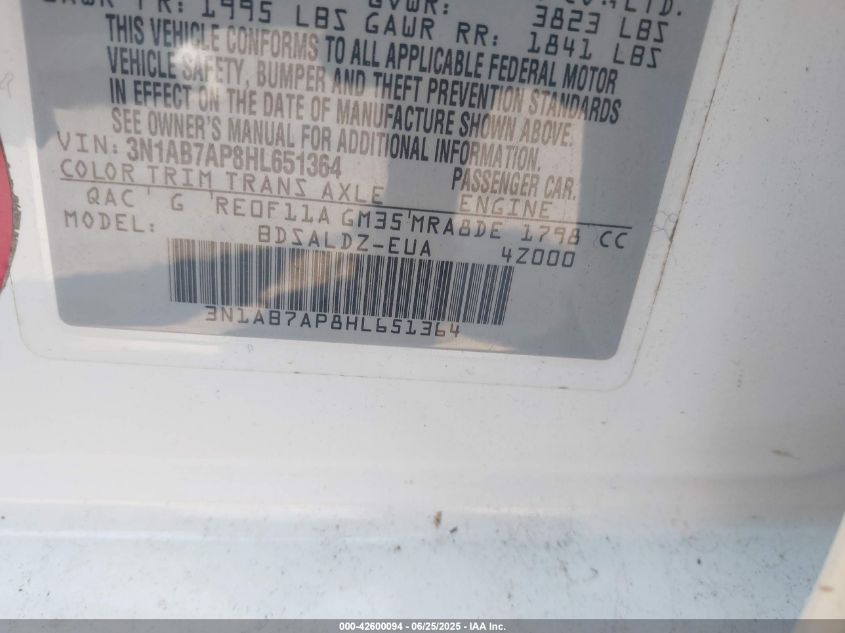 1995 LBS GAWR RR: 1841 LBS
3823 LBS
THIS VEHICLE CONFORMS TO ALL APPLICABLE FEDERAL MOTOR
VEHICLE SAFETY, BUMPER AND THEFT PREVENTION STANDARDS
IN EFFECT ON THE DATE OF MANUFACTURE SHOWN ABOVE.
SEE OWNER'S MANUAL FOR ADDITIONAL INFORMATION.
VIN: 3N1AB7AP8HL651364 PASSENGER CAR.
COLOR TRIM TRANS AXLE ENGINE
QAC G RE0F11A GM35 MRA8DE 1798 CC
MODEL: BDSALDZ-EUA 4Z000
3N1AB7AP8HL651364
000-42600094 - 06/25/2025 - IAA Inc.